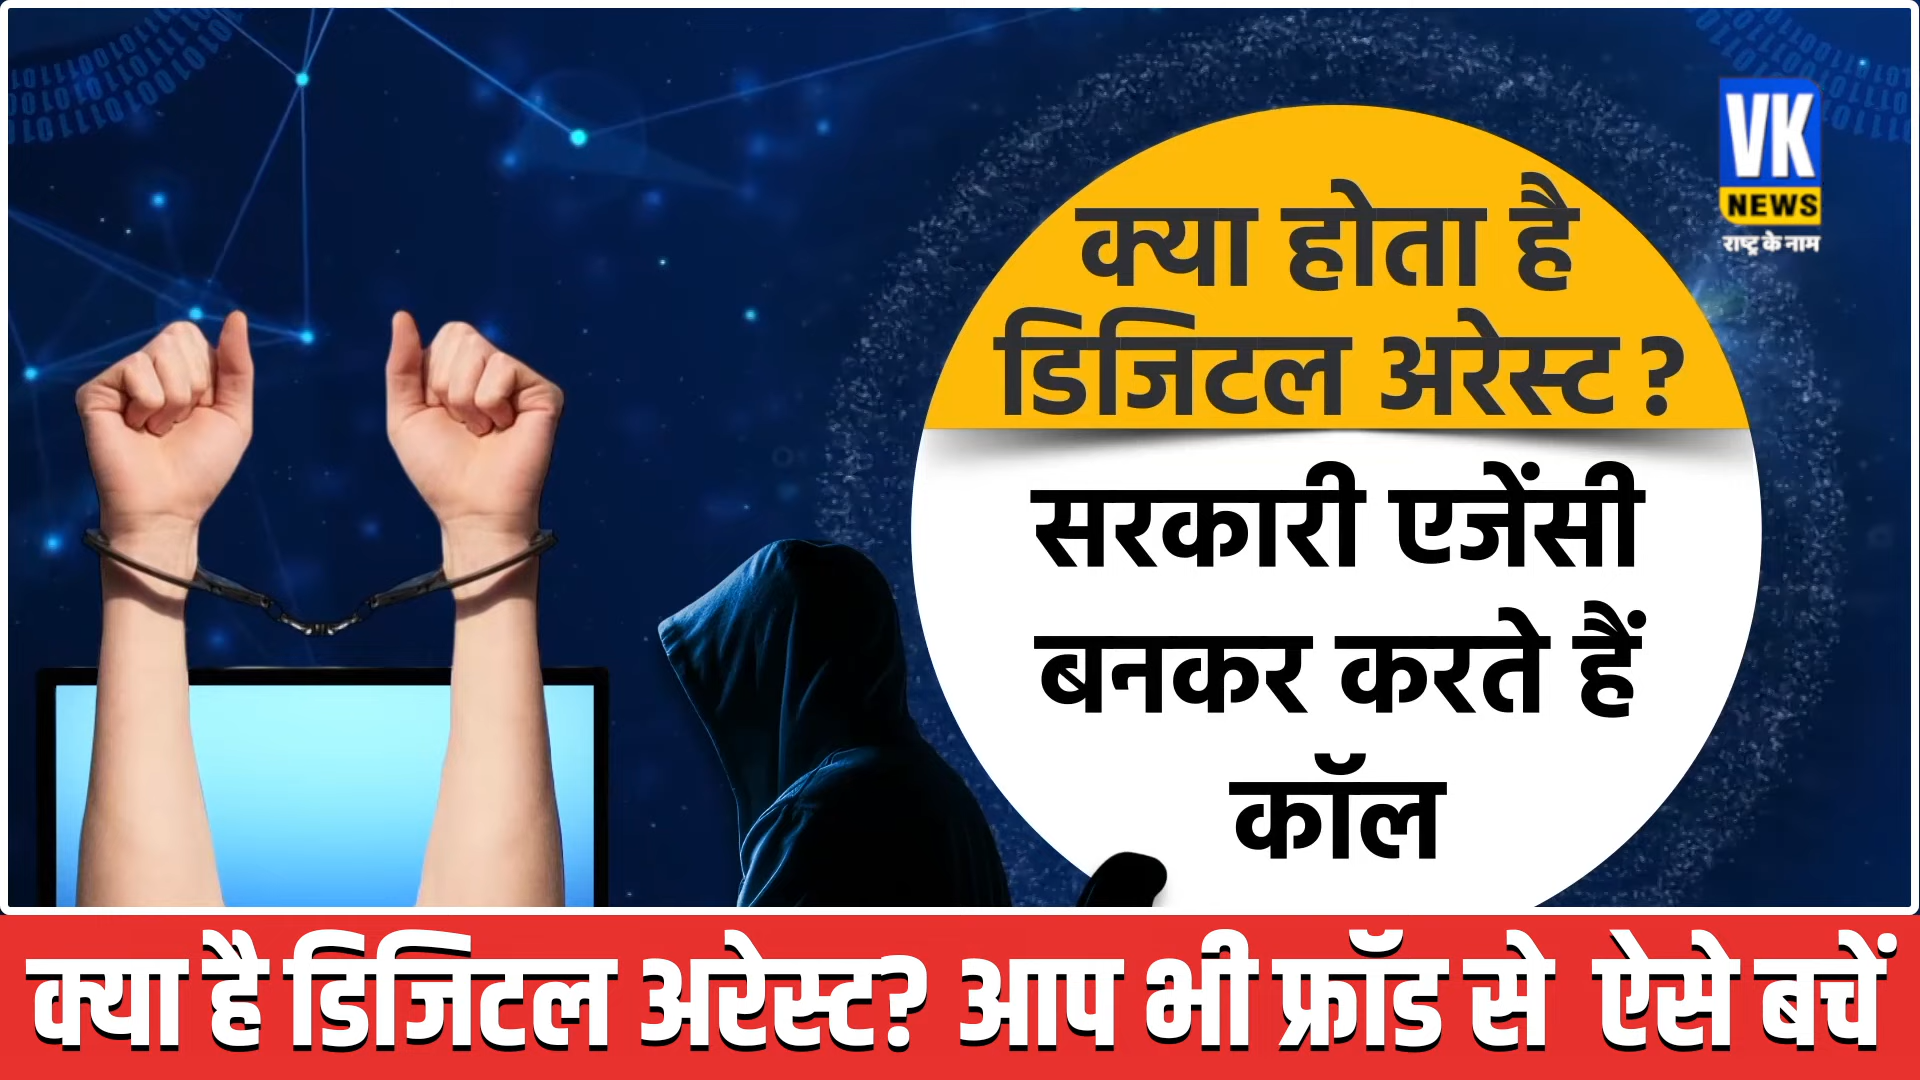 VK
NEWS
राष्ट्र के नाम
क्या होता है
डिजिटल अरेस्ट ?
सरकारी एजेंसी
बनकर करते हैं
कॉल
क्या है डिजिटल अरेस्ट? आप भी फ्रॉड से ऐसे बचें